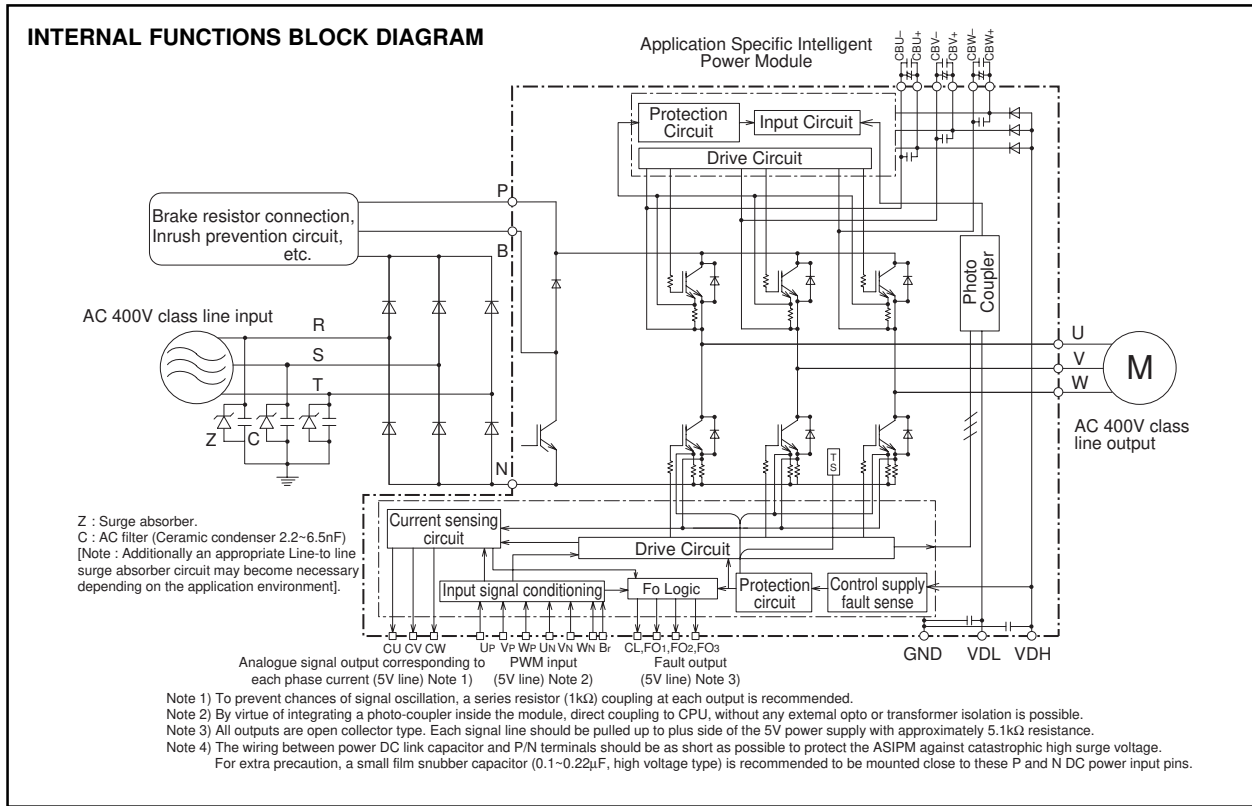 INTERNAL FUNCTIONS BLOCK DIAGRAM
Application Specific Intelligent
Power Module
CBU–
CBU+
CBV–
CBV+
CBW–
CBW+
Protection
Circuit
Input Circuit
Drive Circuit
P
Brake resistor connection,
Inrush prevention circuit,
etc.
B
Photo
Coupler
AC 400V class line input
R
S
T
Z
C
U
V
W
M
AC 400V class
line output
TS
N
Z : Surge absorber.
C : AC filter (Ceramic condenser 2.2~6.5nF)
[Note : Additionally an appropriate Line-to line
surge absorber circuit may become necessary
depending on the application environment].
Current sensing
circuit
Drive Circuit
Input signal conditioning
Fo Logic
Protection
circuit
Control supply
fault sense
CU CV CW
UP VP WP UN VN WN Br
CL,FO1,FO2,FO3
GND VDL VDH
Analogue signal output corresponding to
each phase current (5V line) Note 1)
PWM input
(5V line) Note 2)
Fault output
(5V line) Note 3)
Note 1) To prevent chances of signal oscillation, a series resistor (1kΩ) coupling at each output is recommended.
Note 2) By virtue of integrating a photo-coupler inside the module, direct coupling to CPU, without any external opto or transformer isolation is possible.
Note 3) All outputs are open collector type. Each signal line should be pulled up to plus side of the 5V power supply with approximately 5.1kΩ resistance.
Note 4) The wiring between power DC link capacitor and P/N terminals should be as short as possible to protect the ASIPM against catastrophic high surge voltage.
For extra precaution, a small film snubber capacitor (0.1~0.22μF, high voltage type) is recommended to be mounted close to these P and N DC power input pins.